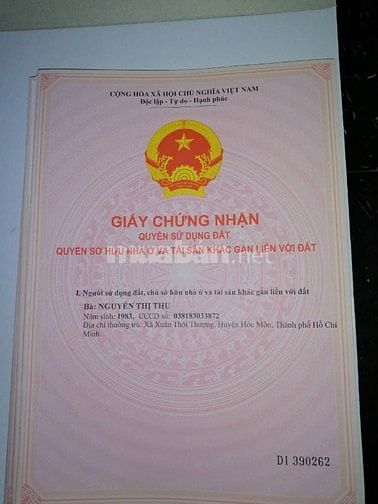 CỘNG HÒA XÃ HỘI CHỦ NGHĨA VIỆT NAM
Độc lập - Tự do - Hạnh phúc
GIẤY CHỨNG NHẬN
QUYỀN SỬ DỤNG ĐẤT
QUYỀN SỞ HỮU NHÀ Ở VÀ TÀI SẢN KHÁC GẮN LIỀN VỚI ĐẤT
muaban.net
I. Người sử dụng đất, chủ sở hữu nhà ở và tài sản khác gắn liền với đất
Bà: NGUYỄN THỊ THU
Năm sinh: 1983, CCCD số 038183033872
Địa chỉ thường trú: Xã Xuân Thới Thượng, Huyện Hóc Môn, Thành phố Hồ Chí
Minh.
DI 390262